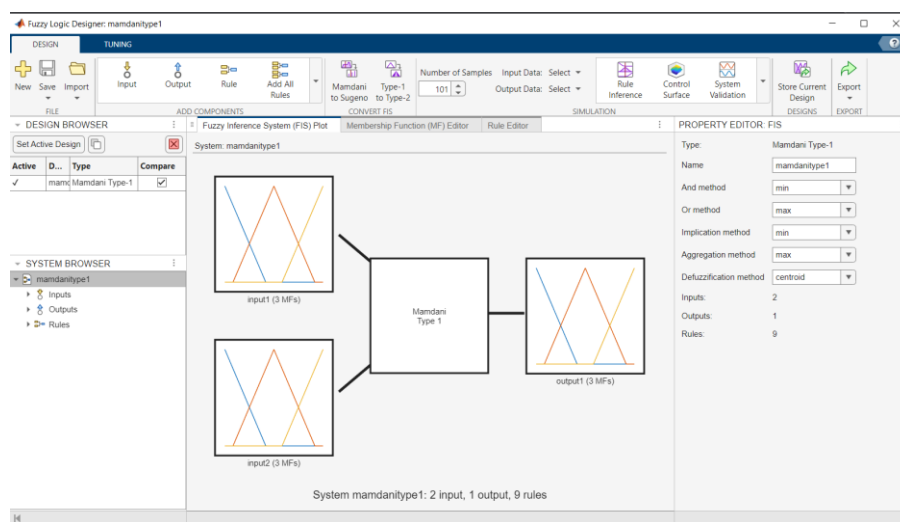 Fuzzy Logic Designer: mamdanitype1
DESIGN TUNING
New Save Import Input Output Rule Add All Rules Mamdani to Sugeno Type-1 to Type-2 Number of Samples 101 Input Data: Select Output Data: Select Rule Inference Control Surface System Validation Store Current Design Export
FILE ADD COMPONENTS CONVERT FIS SIMULATION DESIGNS EXPORT
DESIGN BROWSER
Set Active Design
Active D... Type Compare
mamc Mamdani Type-1
SYSTEM BROWSER
mamdanitype1
Inputs
Outputs
Rules
Fuzzy Inference System (FIS) Plot Membership Function (MF) Editor Rule Editor
System: mamdanitype1
input1 (3 MFs)
Mamdani
Type 1
output1 (3 MFs)
input2 (3 MFs)
System mamdanitype1: 2 input, 1 output, 9 rules
PROPERTY EDITOR: FIS
Type: Mamdani Type-1
Name mamdanitype1
And method min
Or method max
Implication method min
Aggregation method max
Defuzzification method centroid
Inputs: 2
Outputs: 1
Rules: 9